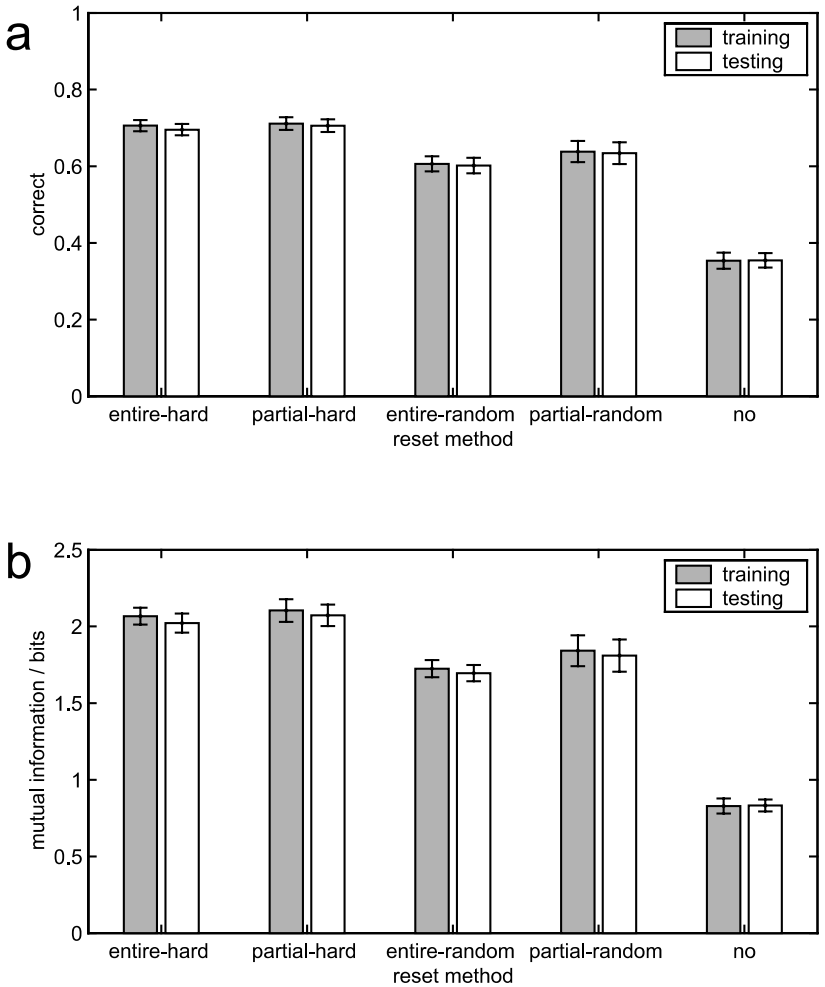 a
1
training
testing
0.8
0.6
correct
0.4
0.2
0
entire-hard partial-hard entire-random partial-random no
reset method
b
2.5
training
testing
2
1.5
mutual information / bits
1
0.5
0
entire-hard partial-hard entire-random partial-random no
reset method